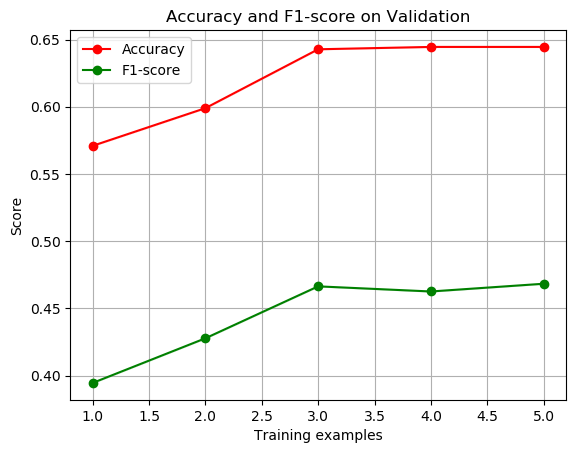 Accuracy and F1-score on Validation
Accuracy
F1-score
0.65
0.60
0.55
0.50
0.45
0.40
Score
1.0 1.5 2.0 2.5 3.0 3.5 4.0 4.5 5.0
Training examples